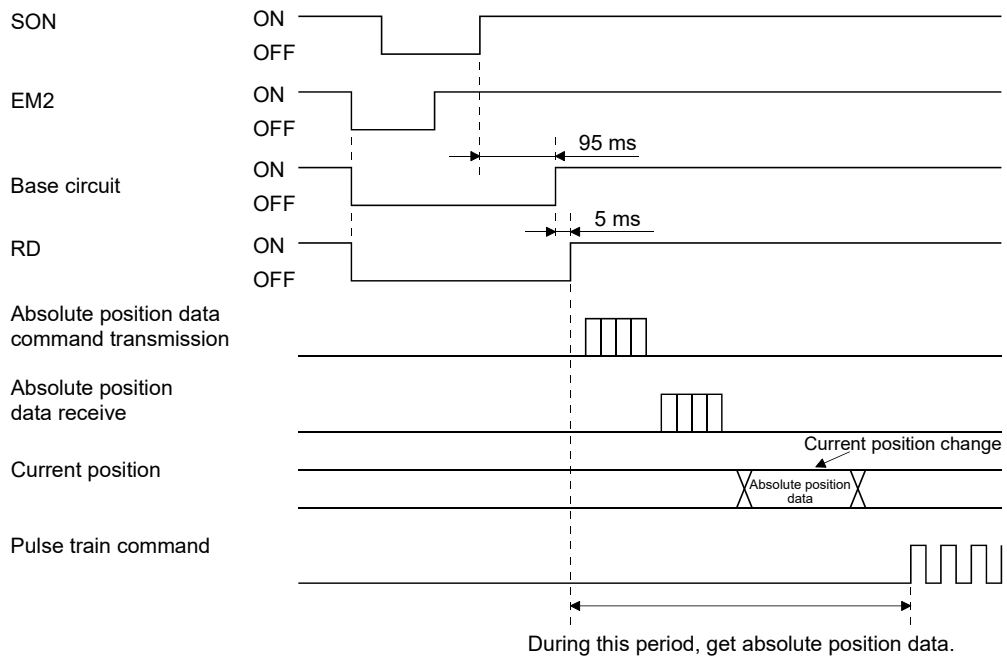 SON
ON
OFF
EM2
ON
OFF
95 ms
Base circuit
ON
OFF
5 ms
RD
ON
OFF
Absolute position data
command transmission
Absolute position
data receive
Current position change
Current position
Absolute position
data
Pulse train command
During this period, get absolute position data.